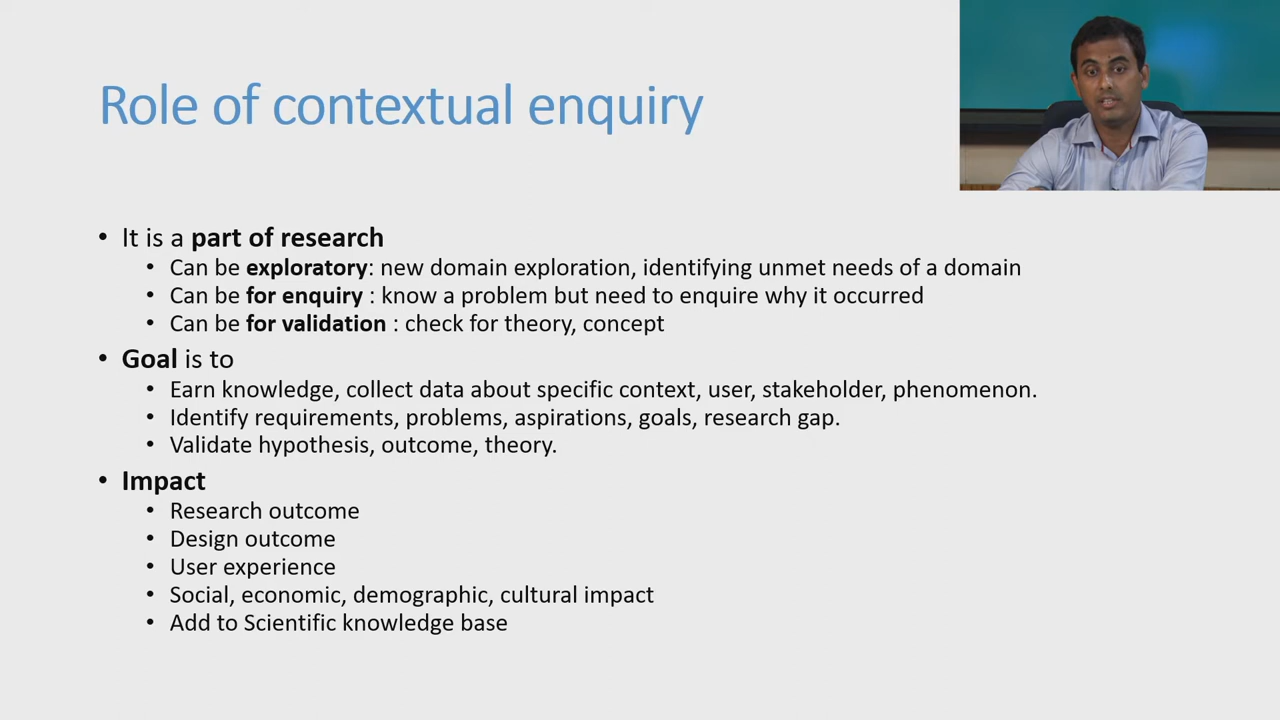 Role of contextual enquiry
• It is a part of research
• Can be exploratory: new domain exploration, identifying unmet needs of a domain
• Can be for enquiry : know a problem but need to enquire why it occurred
• Can be for validation : check for theory, concept
• Goal is to
• Earn knowledge, collect data about specific context, user, stakeholder, phenomenon.
• Identify requirements, problems, aspirations, goals, research gap.
• Validate hypothesis, outcome, theory.
• Impact
• Research outcome
• Design outcome
• User experience
• Social, economic, demographic, cultural impact
• Add to Scientific knowledge base